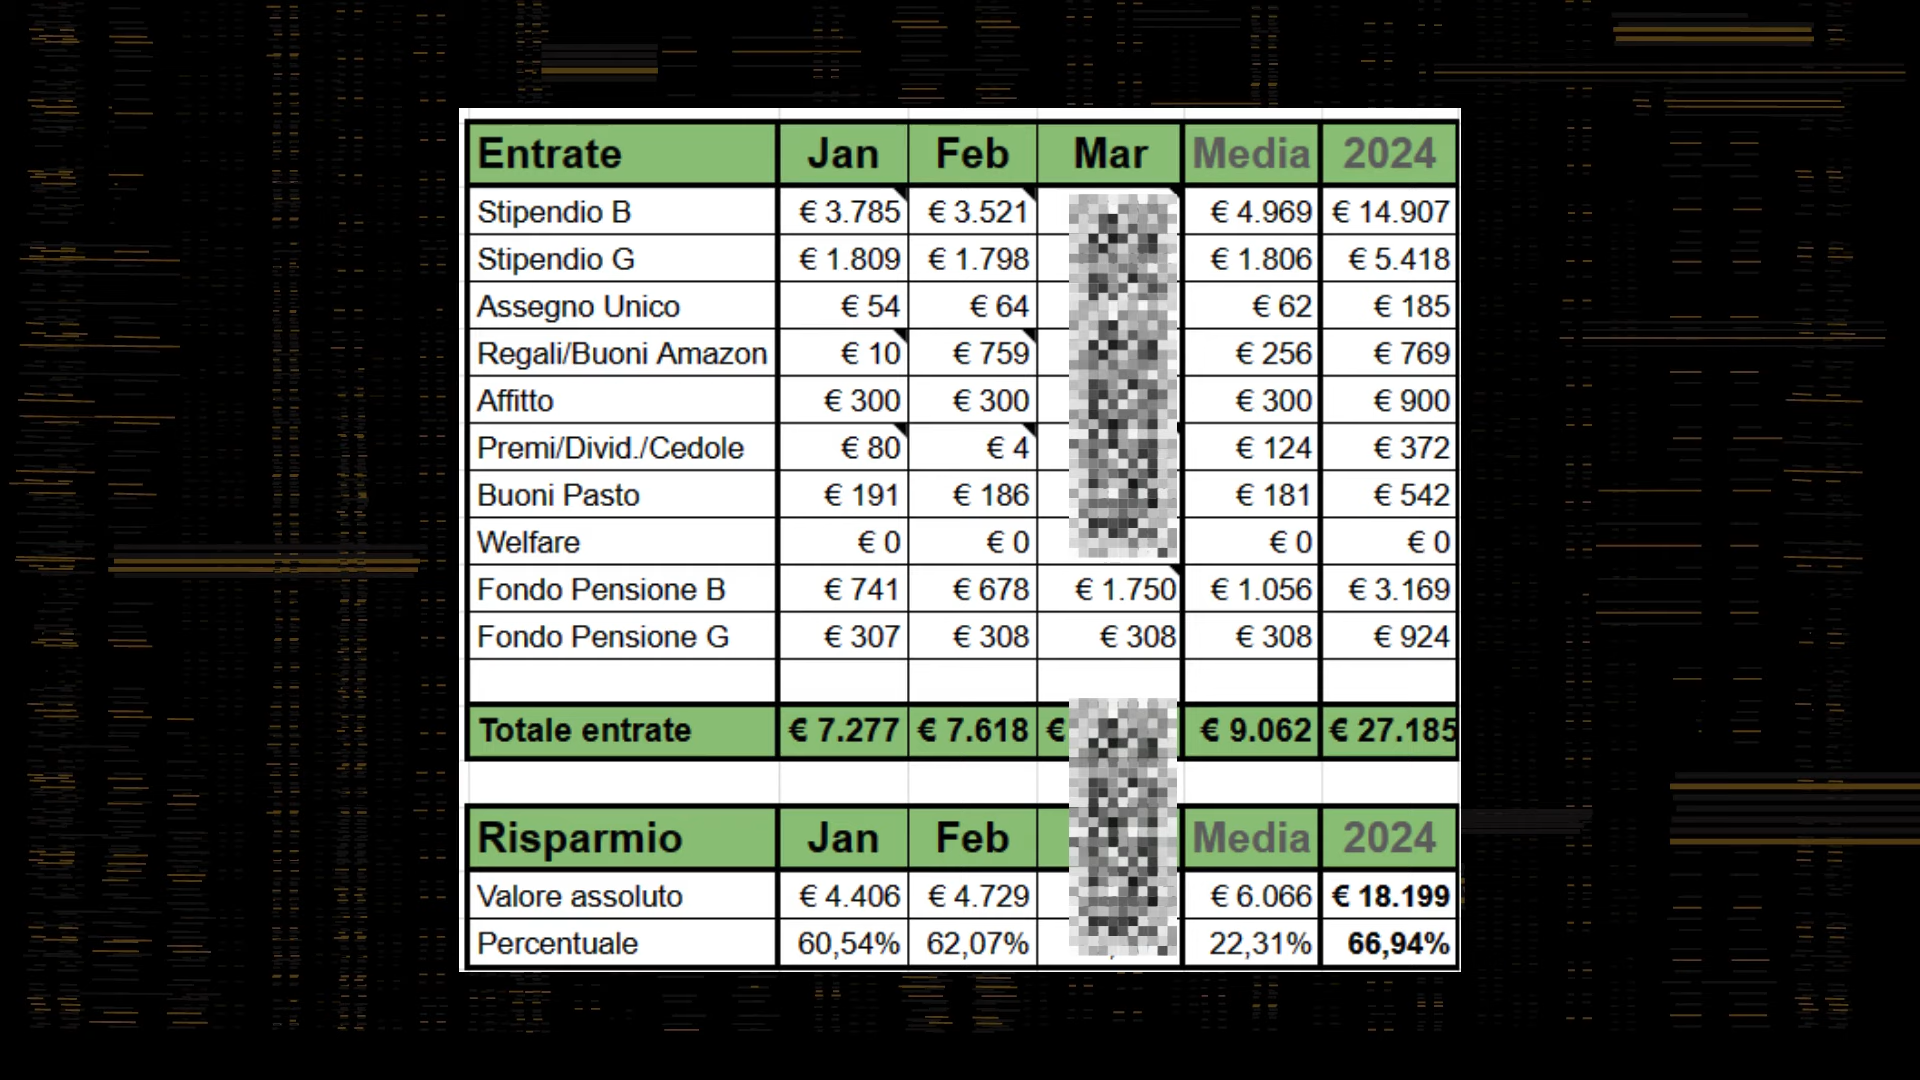 Entrate Jan Feb Mar Media 2024
Stipendio B € 3.785 € 3.521 € 4.969 € 14.907
Stipendio G € 1.809 € 1.798 € 1.806 € 5.418
Assegno Unico € 54 € 64 € 62 € 185
Regali/Buoni Amazon € 10 € 759 € 256 € 769
Affitto € 300 € 300 € 300 € 900
Premi/Divid./Cedole € 80 € 4 € 124 € 372
Buoni Pasto € 191 € 186 € 181 € 542
Welfare € 0 € 0 € 0 € 0
Fondo Pensione B € 741 € 678 € 1.750 € 1.056 € 3.169
Fondo Pensione G € 307 € 308 € 308 € 308 € 924
Totale entrate € 7.277 € 7.618 € € 9.062 € 27.185
Risparmio Jan Feb Media 2024
Valore assoluto € 4.406 € 4.729 € 6.066 € 18.199
Percentuale 60,54% 62,07% 22,31% 66,94%